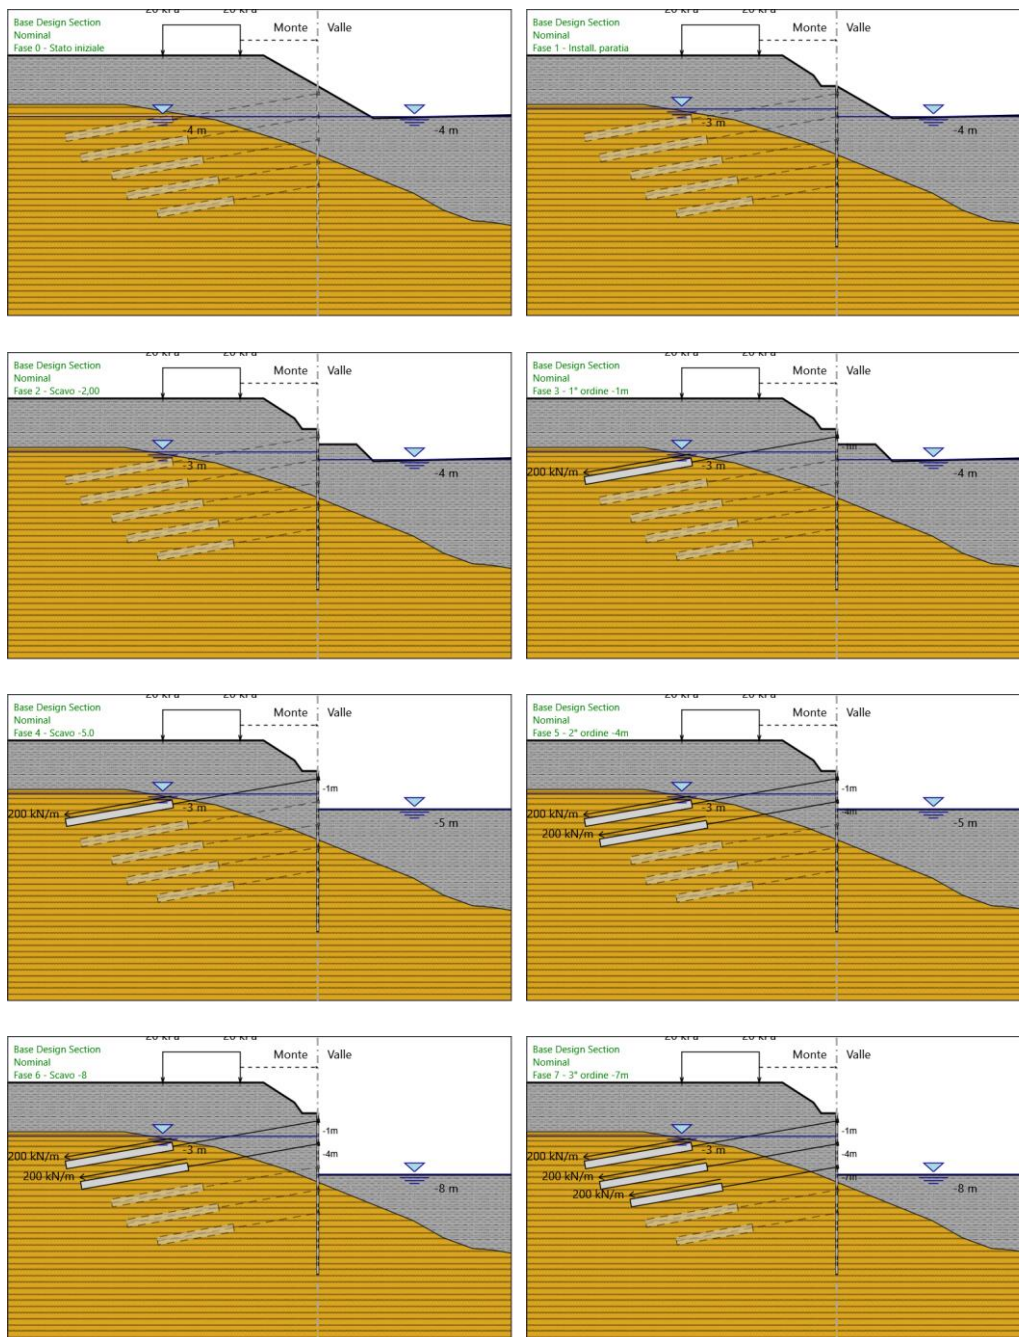 Base Design Section
Nominal
Fase 0 - Stato iniziale
Monte Valle
-4 m
-4 m
Base Design Section
Nominal
Fase 1 - Install. paratia
Monte Valle
-3 m
-4 m
Base Design Section
Nominal
Fase 2 - Scavo -2,00
Monte Valle
-3 m
-4 m
Base Design Section
Nominal
Fase 3 - 1° ordine -1m
Monte Valle
-1m
200 kN/m
-3 m
-4 m
Base Design Section
Nominal
Fase 4 - Scavo -5.0
Monte Valle
-1m
200 kN/m
-3 m
-5 m
Base Design Section
Nominal
Fase 5 - 2° ordine -4m
Monte Valle
-1m
200 kN/m
-3 m
-4m
-5 m
200 kN/m
Base Design Section
Nominal
Fase 6 - Scavo -8
Monte Valle
-1m
200 kN/m
-3 m
-4m
200 kN/m
-8 m
Base Design Section
Nominal
Fase 7 - 3° ordine -7m
Monte Valle
-1m
200 kN/m
-3 m
-4m
200 kN/m
-7m
-8 m
200 kN/m